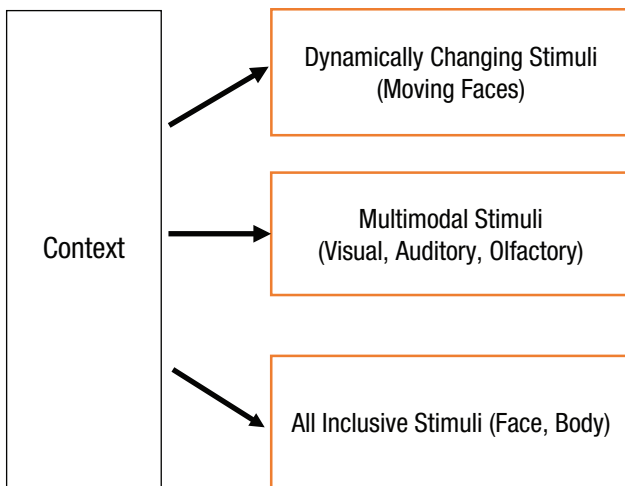 Context
Dynamically Changing Stimuli
(Moving Faces)
Multimodal Stimuli
(Visual, Auditory, Olfactory)
All Inclusive Stimuli (Face, Body)